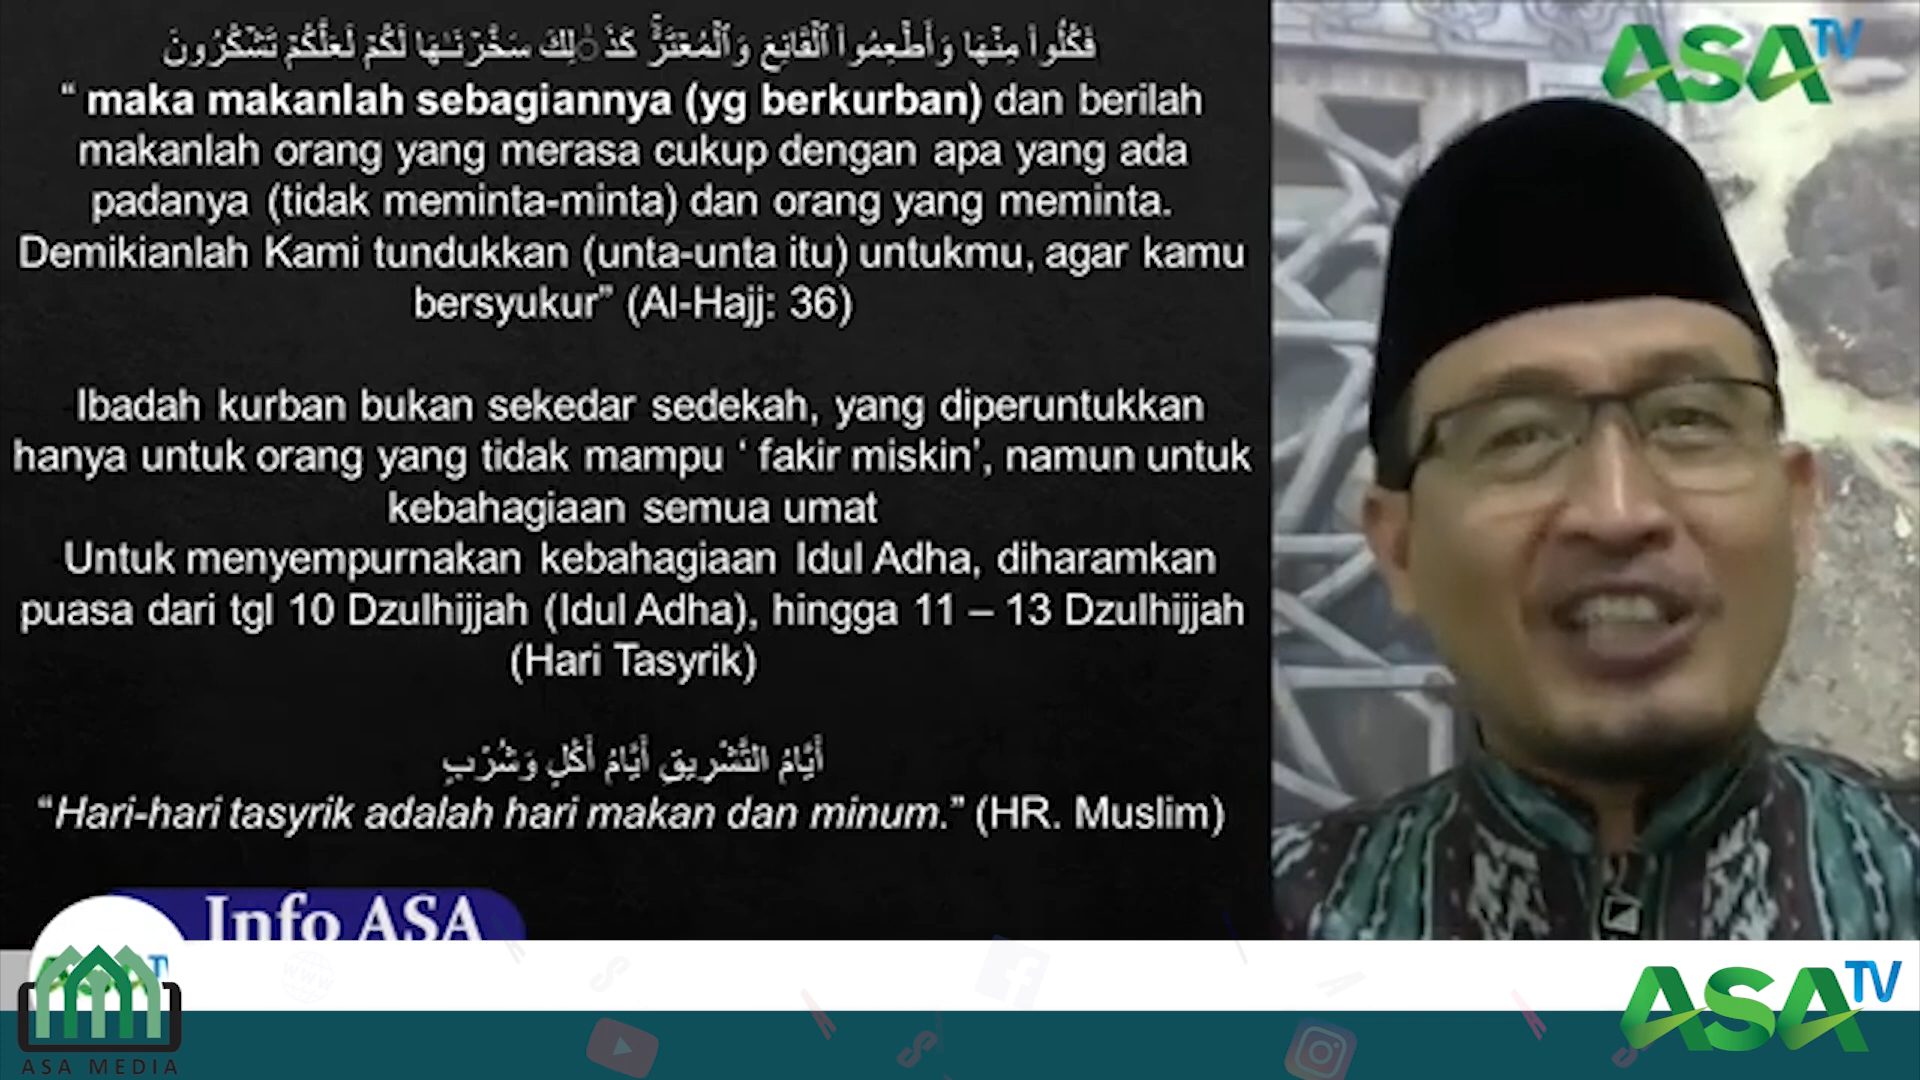 فَكُلُوا۟ مِنْهَا وَأَطْعِمُوا۟ ٱلْقَانِعَ وَٱلْمُعْتَرَّ ۚ كَذَٰلِكَ سَخَّرْنَـٰهَا لَكُمْ لَعَلَّكُمْ تَشْكُرُونَ
“ maka makanlah sebagiannya (yg berkurban) dan berilah
makanlah orang yang merasa cukup dengan apa yang ada
padanya (tidak meminta-minta) dan orang yang meminta.
Demikianlah Kami tundukkan (unta-unta itu) untukmu, agar kamu
bersyukur” (Al-Hajj: 36)
Ibadah kurban bukan sekedar sedekah, yang diperuntukkan
hanya untuk orang yang tidak mampu ‘ fakir miskin’, namun untuk
kebahagiaan semua umat
Untuk menyempurnakan kebahagiaan Idul Adha, diharamkan
puasa dari tgl 10 Dzulhijjah (Idul Adha), hingga 11 – 13 Dzulhijjah
(Hari Tasyrik)
أَيَّامُ التَّشْرِيقِ أَيَّامُ أَكْلٍ وَشُرْبٍ
“Hari-hari tasyrik adalah hari makan dan minum.” (HR. Muslim)
ASA TV
Info ASA
ASA MEDIA
ASA TV